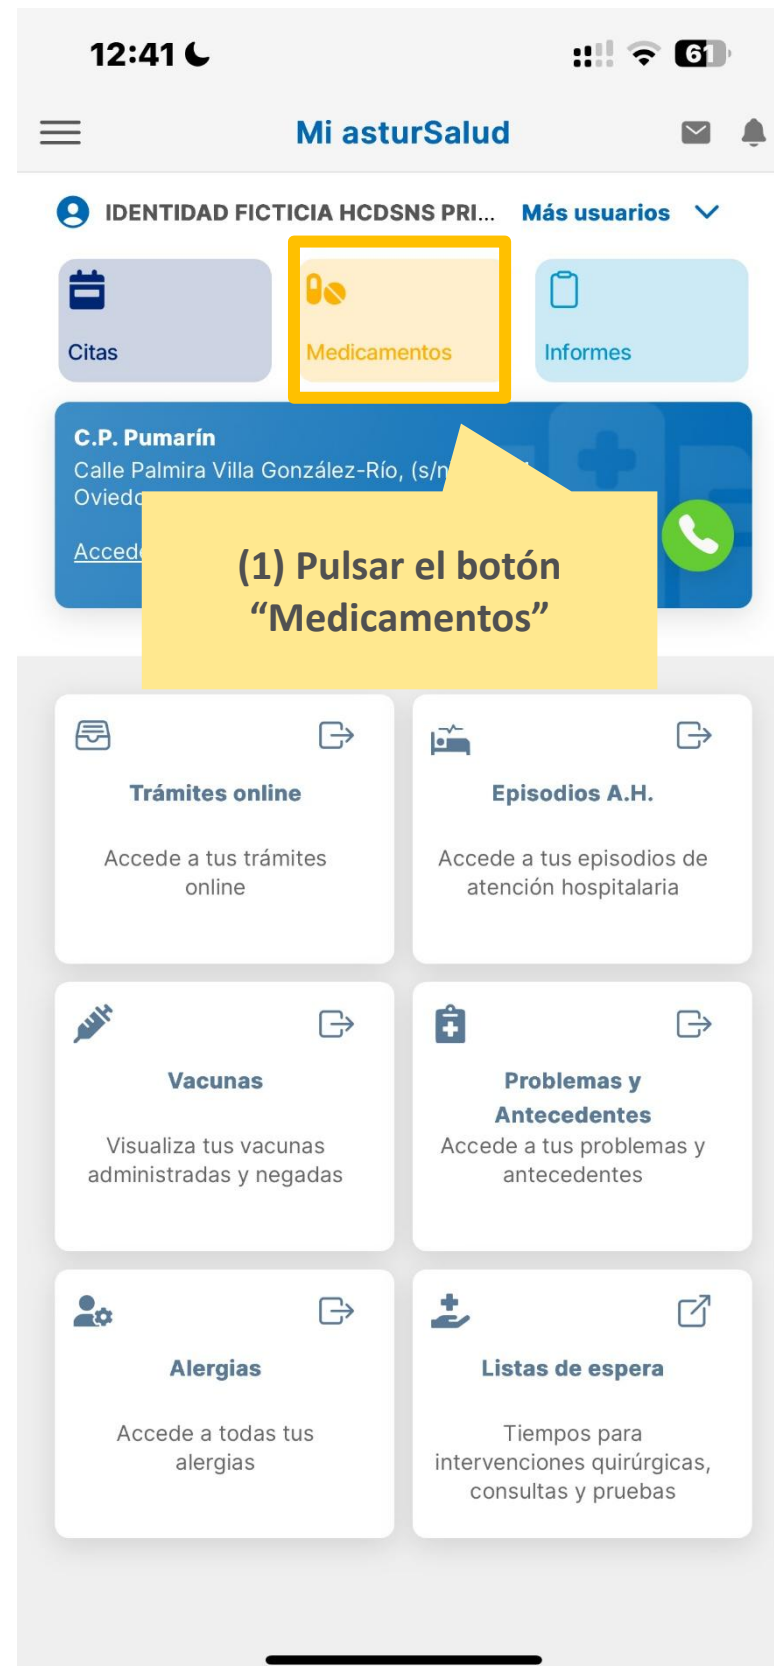 12:41
61
Mi asturSalud
IDENTIDAD FICTICIA HCDSNS PRI... Más usuarios
Citas
Medicamentos
Informes
C.P. Pumarín
Calle Palmira Villa González-Río, (s/n
Oviedo
(1) Pulsar el botón
“Medicamentos”
Trámites online
Accede a tus trámites
online
Episodios A.H.
Accede a tus episodios de
atención hospitalaria
Vacunas
Visualiza tus vacunas
administradas y negadas
Problemas y
Antecedentes
Accede a tus problemas y
antecedentes
Alergias
Accede a todas tus
alergias
Listas de espera
Tiempos para
intervenciones quirúrgicas,
consultas y pruebas